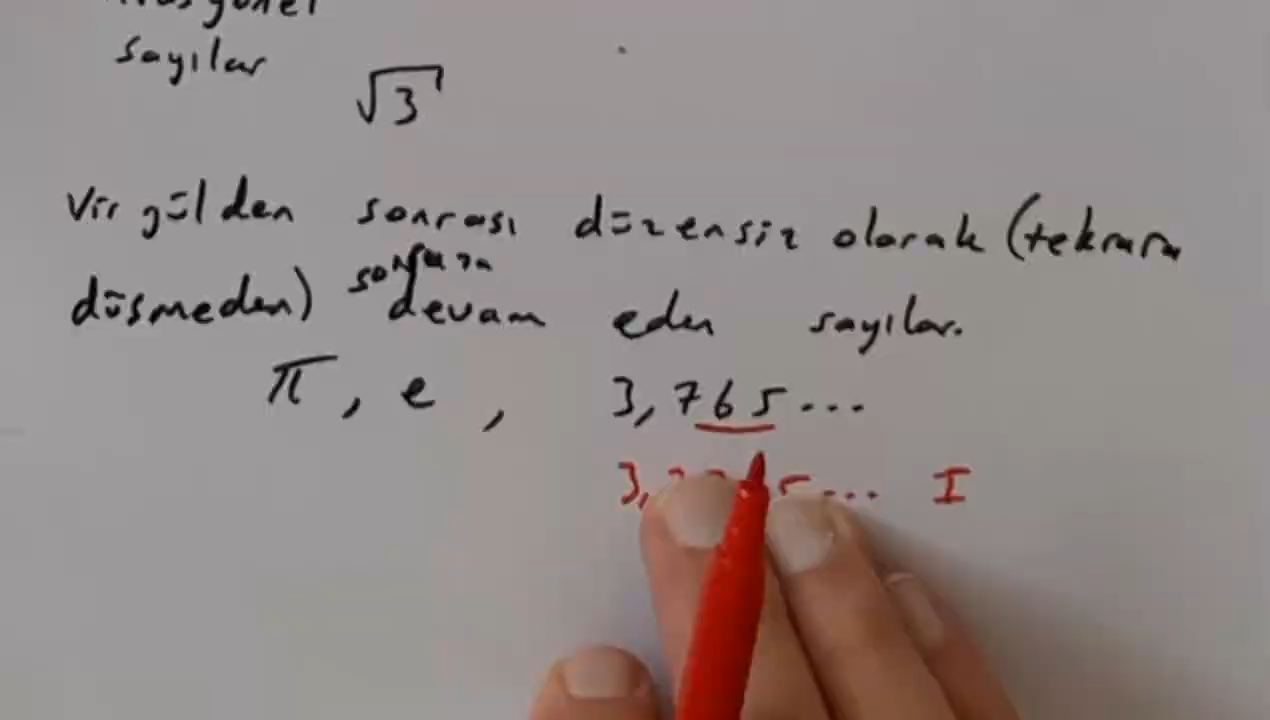 sayılar
√3
Virgülden sonrası düzensiz olarak (tekrara
düşmeden) sonsuza devam eden sayılar.
π, e, 3,765...
I